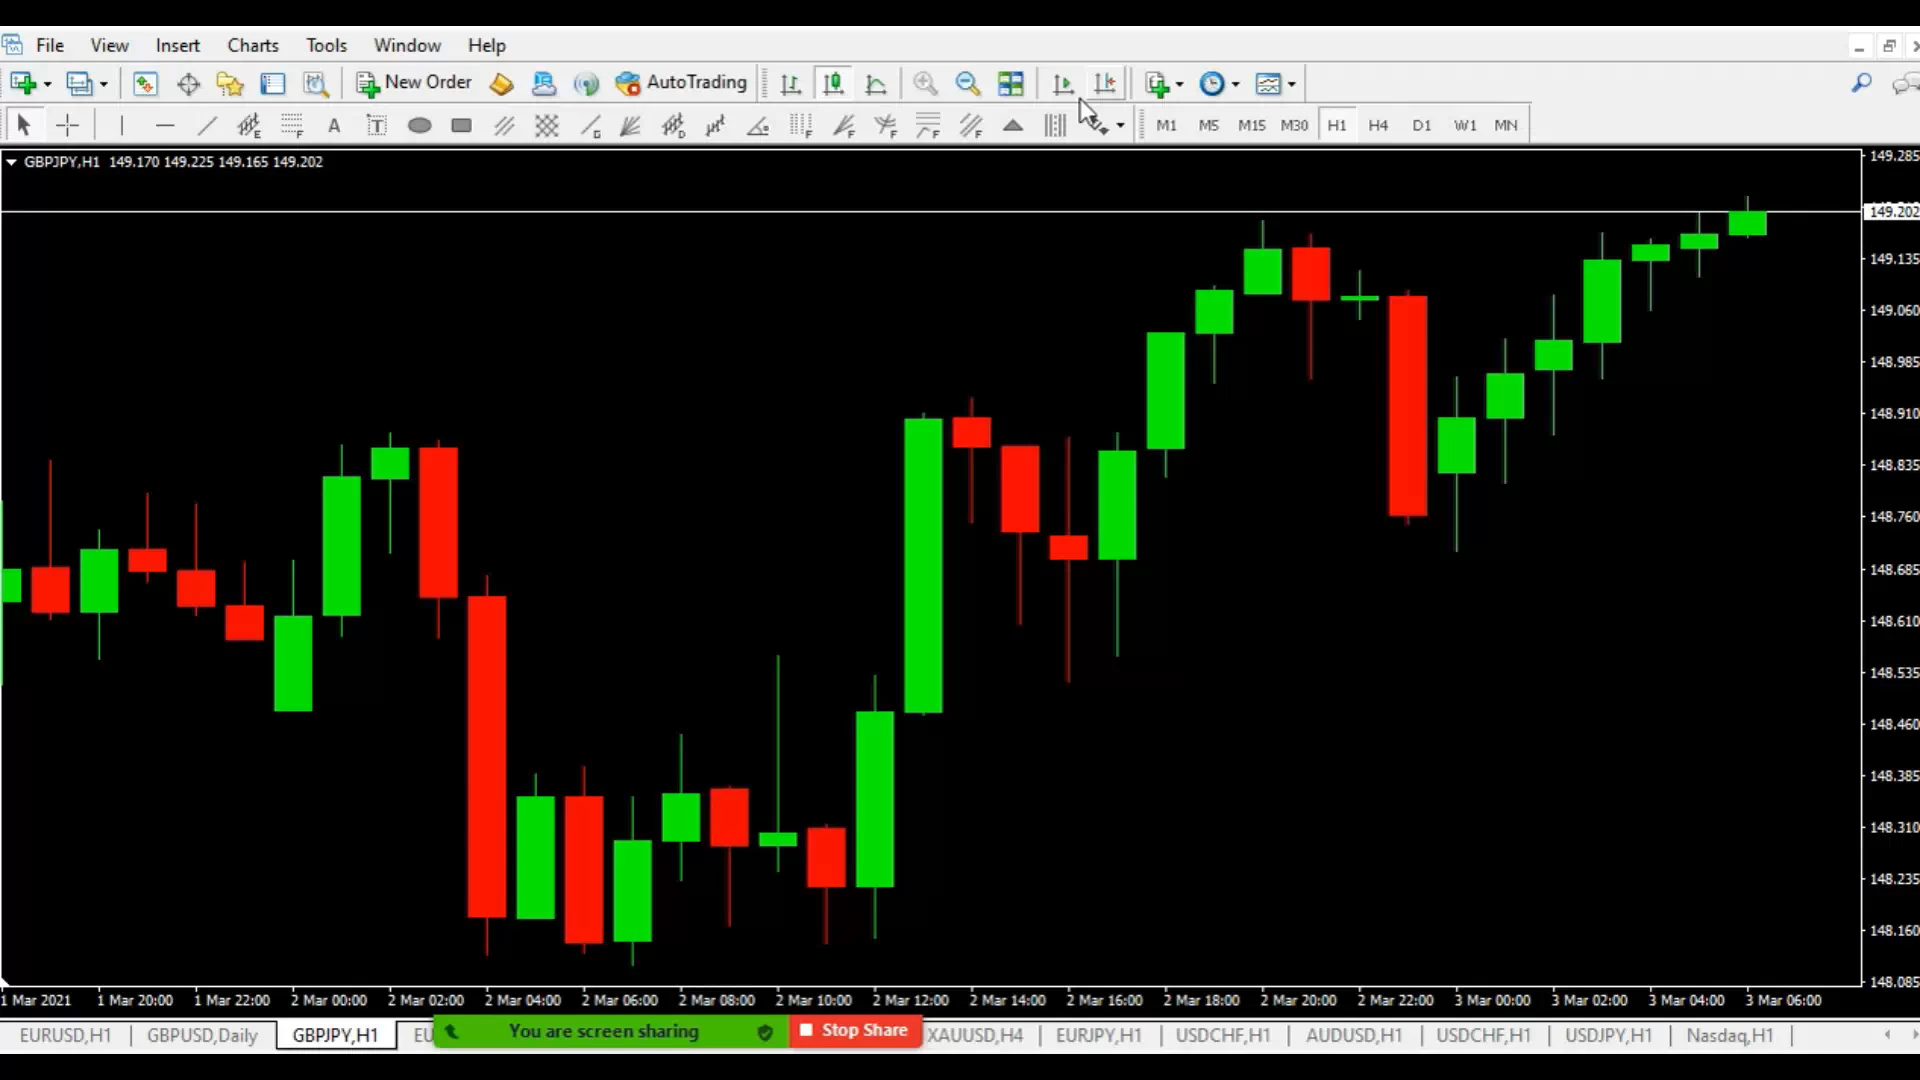 File View Insert Charts Tools Window Help
New Order AutoTrading
A T M1 M5 M15 M30 H1 H4 D1 W1 MN
GBPJPY,H1 149.170 149.225 149.165 149.202
149.285
149.202
149.135
149.060
148.985
148.910
148.835
148.760
148.685
148.610
148.535
148.460
148.385
148.310
148.235
148.160
148.085
1 Mar 2021 1 Mar 20:00 1 Mar 22:00 2 Mar 00:00 2 Mar 02:00 2 Mar 04:00 2 Mar 06:00 2 Mar 08:00 2 Mar 10:00 2 Mar 12:00 2 Mar 14:00 2 Mar 16:00 2 Mar 18:00 2 Mar 20:00 2 Mar 22:00 3 Mar 00:00 3 Mar 02:00 3 Mar 04:00 3 Mar 06:00
EURUSD,H1 GBPUSD,Daily GBPJPY,H1 EU You are screen sharing Stop Share XAUUSD,H4 EURJPY,H1 USDCHF,H1 AUDUSD,H1 USDCHF,H1 USDJPY,H1 Nasdaq,H1